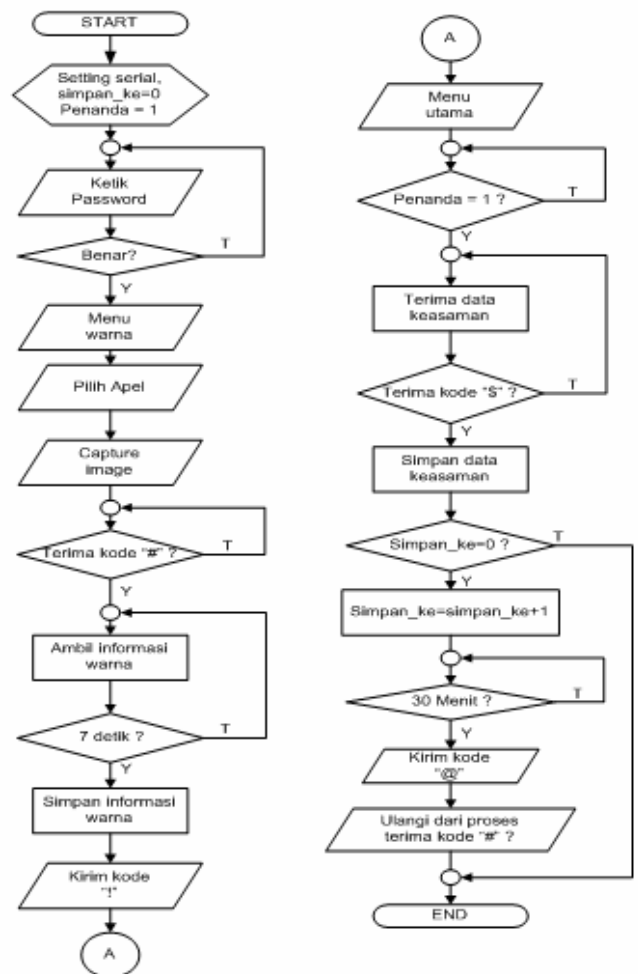 START
Setting serial,
simpan_ke=0
Penanda = 1
Ketik
Password
Benar?
T
Y
Menu
warna
Pilih Apel
Capture
image
Terima kode "#" ?
T
Y
Ambil informasi
warna
7 detik ?
T
Y
Simpan informasi
warna
Kirim kode
"!"
A
A
Menu
utama
Penanda = 1 ?
T
Y
Terima data
keasaman
Terima kode "$" ?
T
Y
Simpan data
keasaman
Simpan_ke=0 ?
T
Y
Simpan_ke=simpan_ke+1
30 Menit ?
T
Y
Kirim kode
"@"
Ulangi dari proses
terima kode "#" ?
END